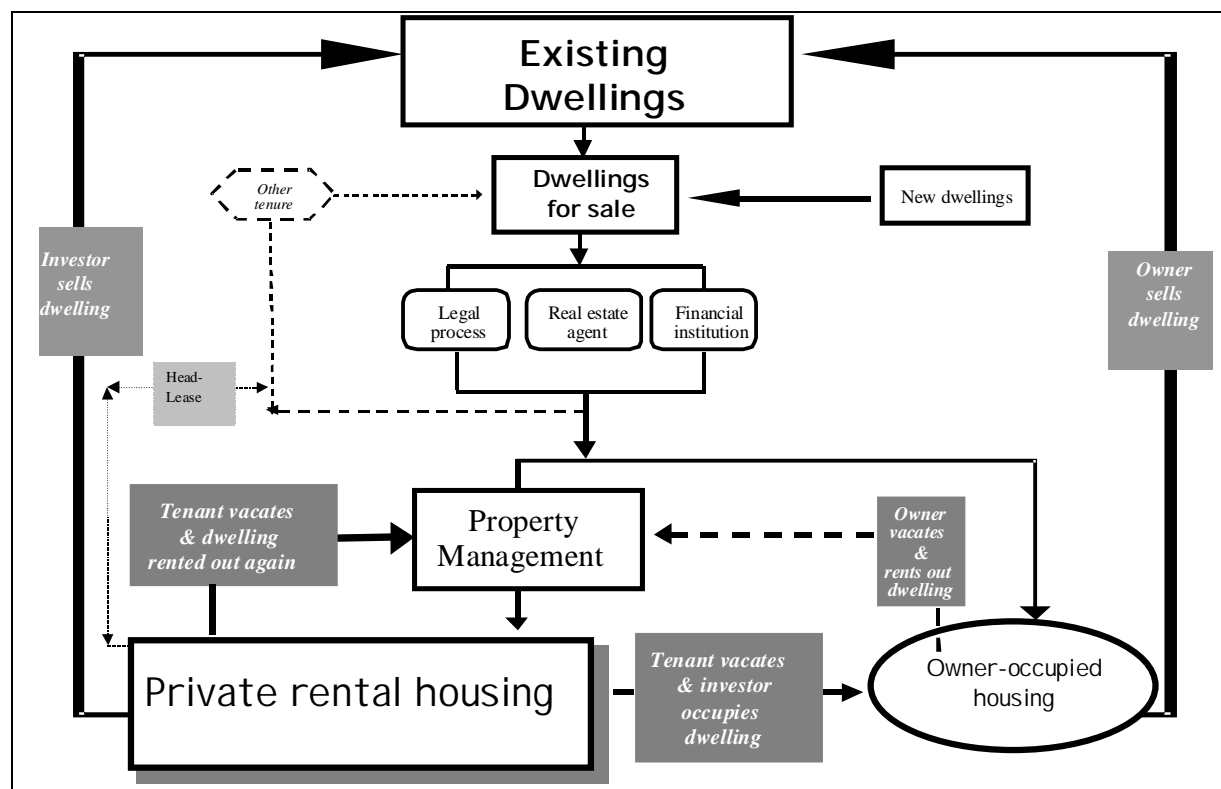 Existing
Dwellings
Other
tenure
Dwellings
for sale
New dwellings
Investor
sells
dwelling
Owner
sells
dwelling
Legal
process
Real estate
agent
Financial
institution
Head-
Lease
Tenant vacates
& dwelling
rented out again
Property
Management
Owner
vacates
&
rents out
dwelling
Private rental housing
Tenant vacates
& investor
occupies
dwelling
Owner-occupied
housing